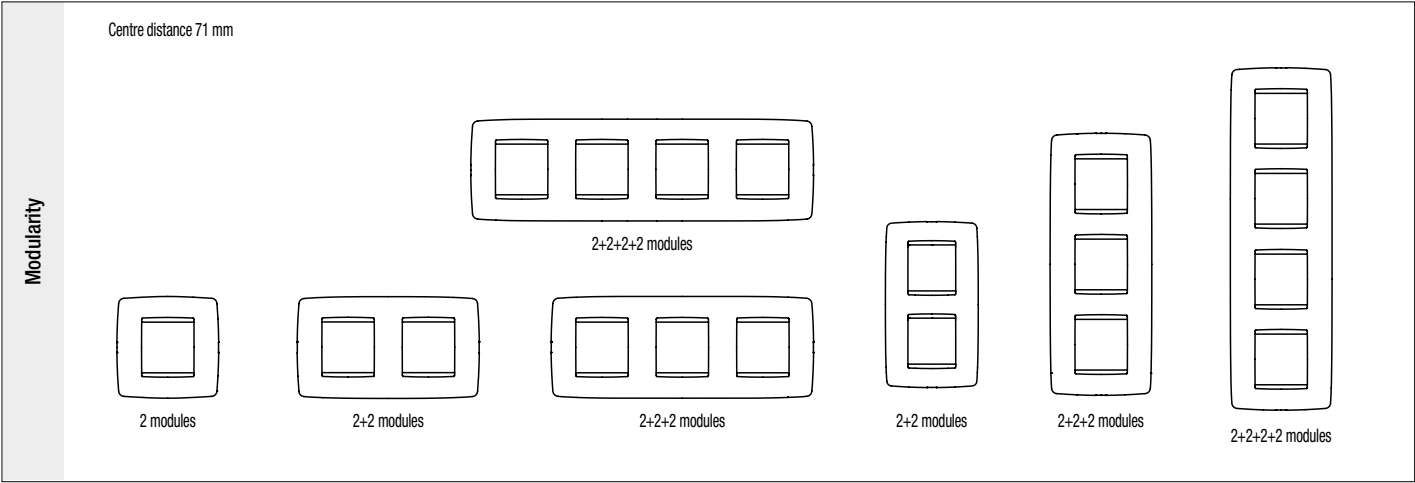 Modularity
Centre distance 71 mm
2+2+2+2 modules
2 modules
2+2 modules
2+2+2 modules
2+2 modules
2+2+2 modules
2+2+2+2 modules